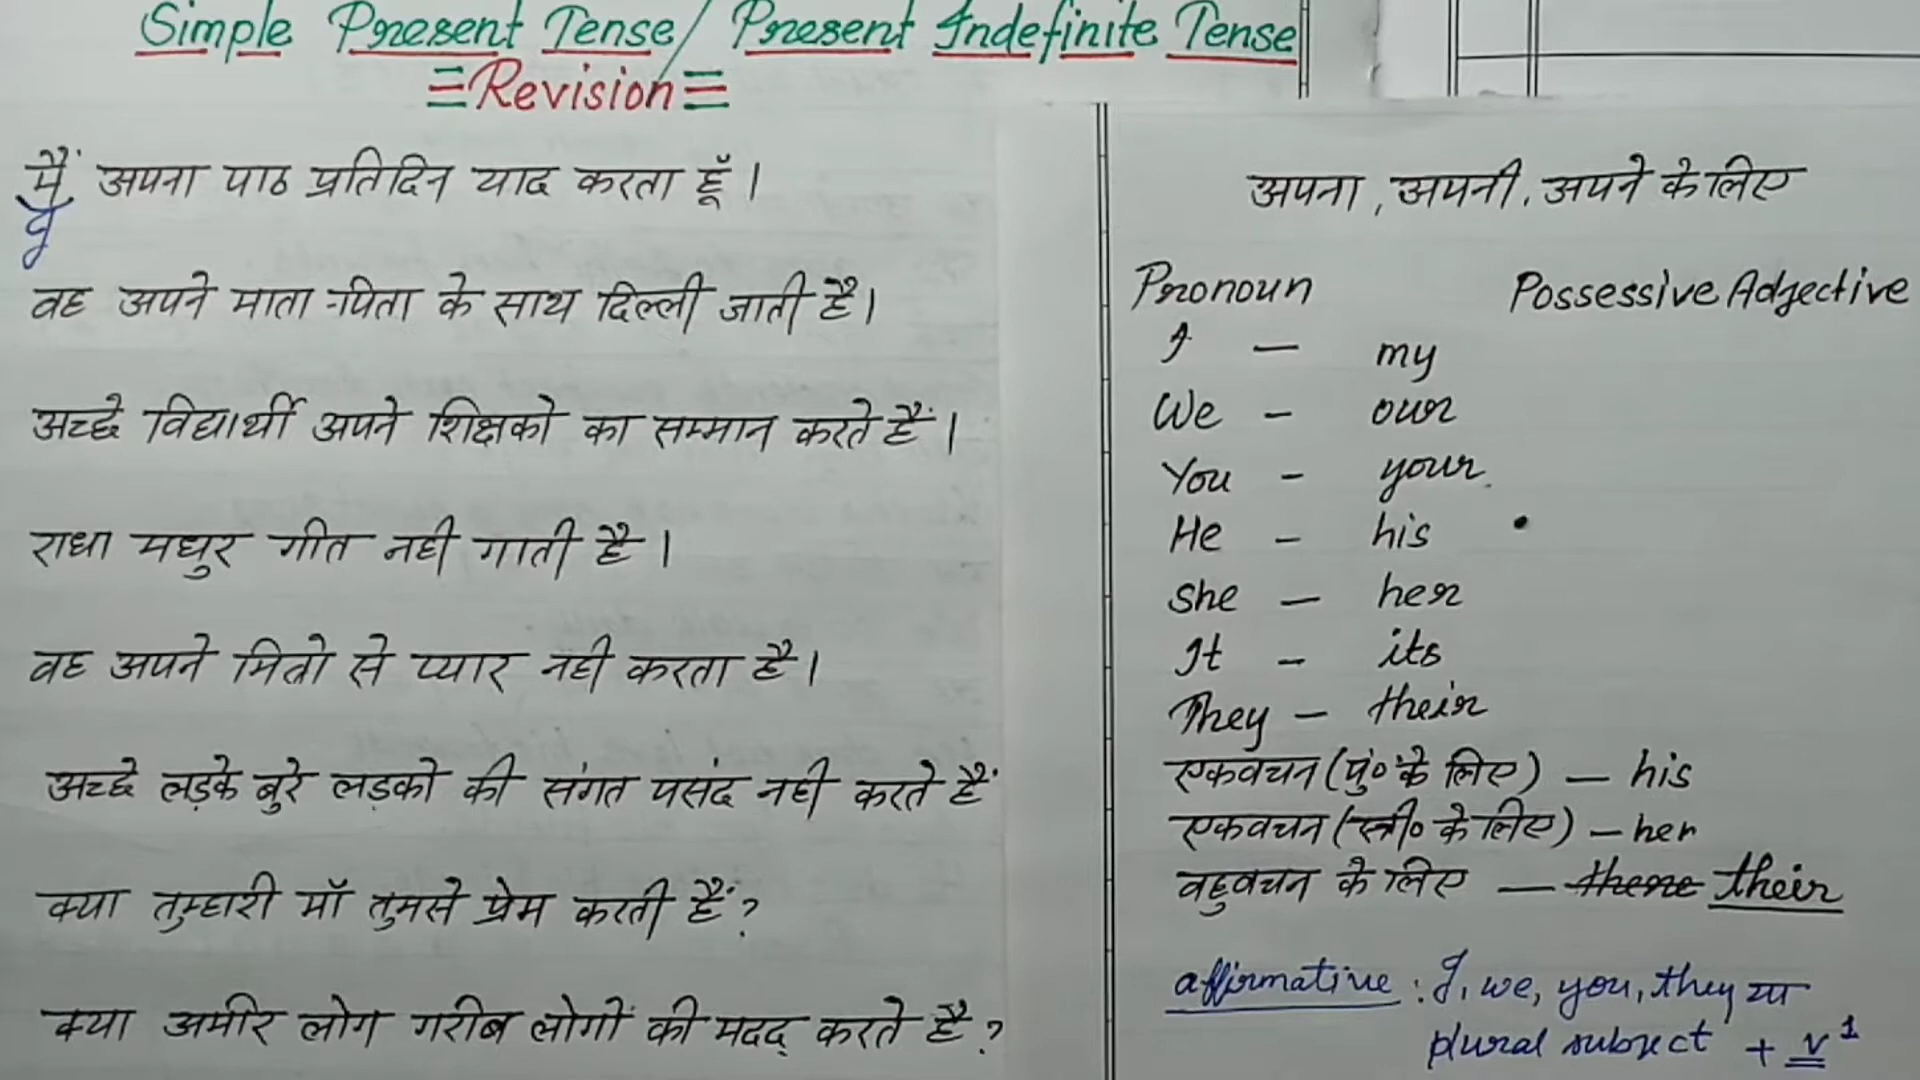 Simple Present Tense/ Present Indefinite Tense
Revision
मैं अपना पाठ प्रतिदिन याद करता हूँ।
वह अपने माता-पिता के साथ दिल्ली जाती है।
अच्छे विद्यार्थी अपने शिक्षको का सम्मान करते हैं।
राधा मधुर गीत नही गाती है।
वह अपने मित्रो से प्यार नही करता है।
अच्छे लड़के बुरे लड़को की संगत पसंद नही करते हैं
क्या तुम्हारी माँ तुमसे प्रेम करती हैं?
क्या अमीर लोग गरीब लोगों की मदद् करते है?
अपना, अपनी, अपने के लिए
Pronoun Possessive Adjective
I - my
We - our
You - your
He - his
She - her
It - its
They - their
एकवचन (पुं० के लिए) - his
एकवचन (स्त्री० के लिए) - her
बहुवचन के लिए - there their
affirmative: I, we, you, they या
plural subject + v¹